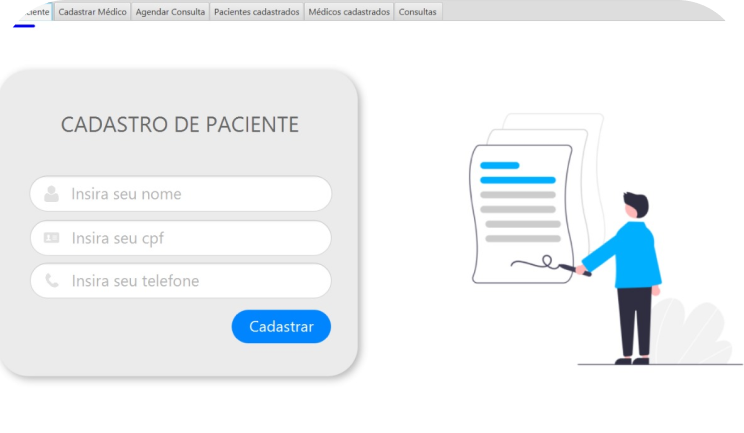 Cadastrar Médico Agendar Consulta Pacientes cadastrados Médicos cadastrados Consultas
CADASTRO DE PACIENTE
Insira seu nome
Insira seu cpf
Insira seu telefone
Cadastrar